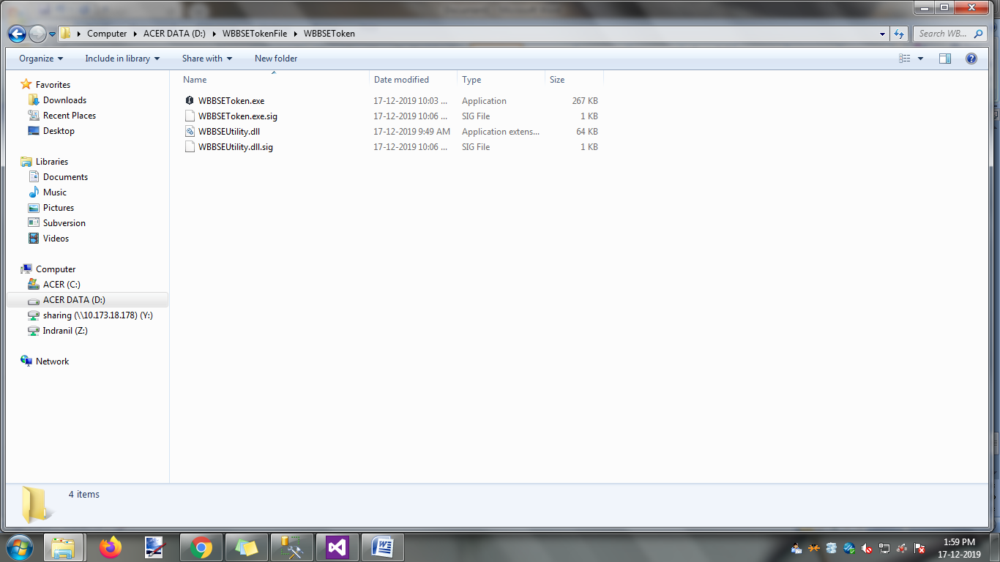 Computer ▸ ACER DATA (D:) ▸ WBBSETokenFile ▸ WBBSEToken
Search WB...
Organize Include in library Share with New folder
Name Date modified Type Size
WBBSEToken.exe 17-12-2019 10:03 ... Application 267 KB
WBBSEToken.exe.sig 17-12-2019 10:06 ... SIG File 1 KB
WBBSEUtility.dll 17-12-2019 9:49 AM Application extens... 64 KB
WBBSEUtility.dll.sig 17-12-2019 10:06 ... SIG File 1 KB
Favorites
Downloads
Recent Places
Desktop
Libraries
Documents
Music
Pictures
Subversion
Videos
Computer
ACER (C:)
ACER DATA (D:)
sharing (\\10.173.18.178) (Y:)
Indranil (Z:)
Network
4 items
1:59 PM
17-12-2019